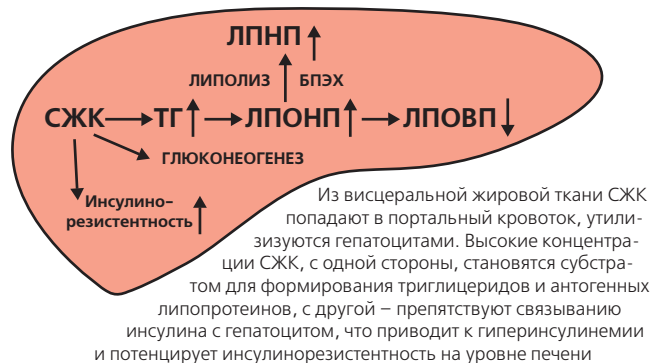 ЛПНП
ЛИПОЛИЗ БПЭХ
СЖК ТГ ЛПОНП ЛПОВП
ГЛЮКОНЕОГЕНЕЗ
Инсулино-
резистентность
Из висцеральной жировой ткани СЖК
попадают в портальный кровоток, утили-
зизуются гепатоцитами. Высокие концентра-
ции СЖК, с одной стороны, становятся субстра-
том для формирования триглицеридов и антогенных
липопротеинов, с другой – препятствуют связыванию
инсулина с гепатоцитом, что приводит к гиперинсулинемии
и потенцирует инсулинорезистентность на уровне печени